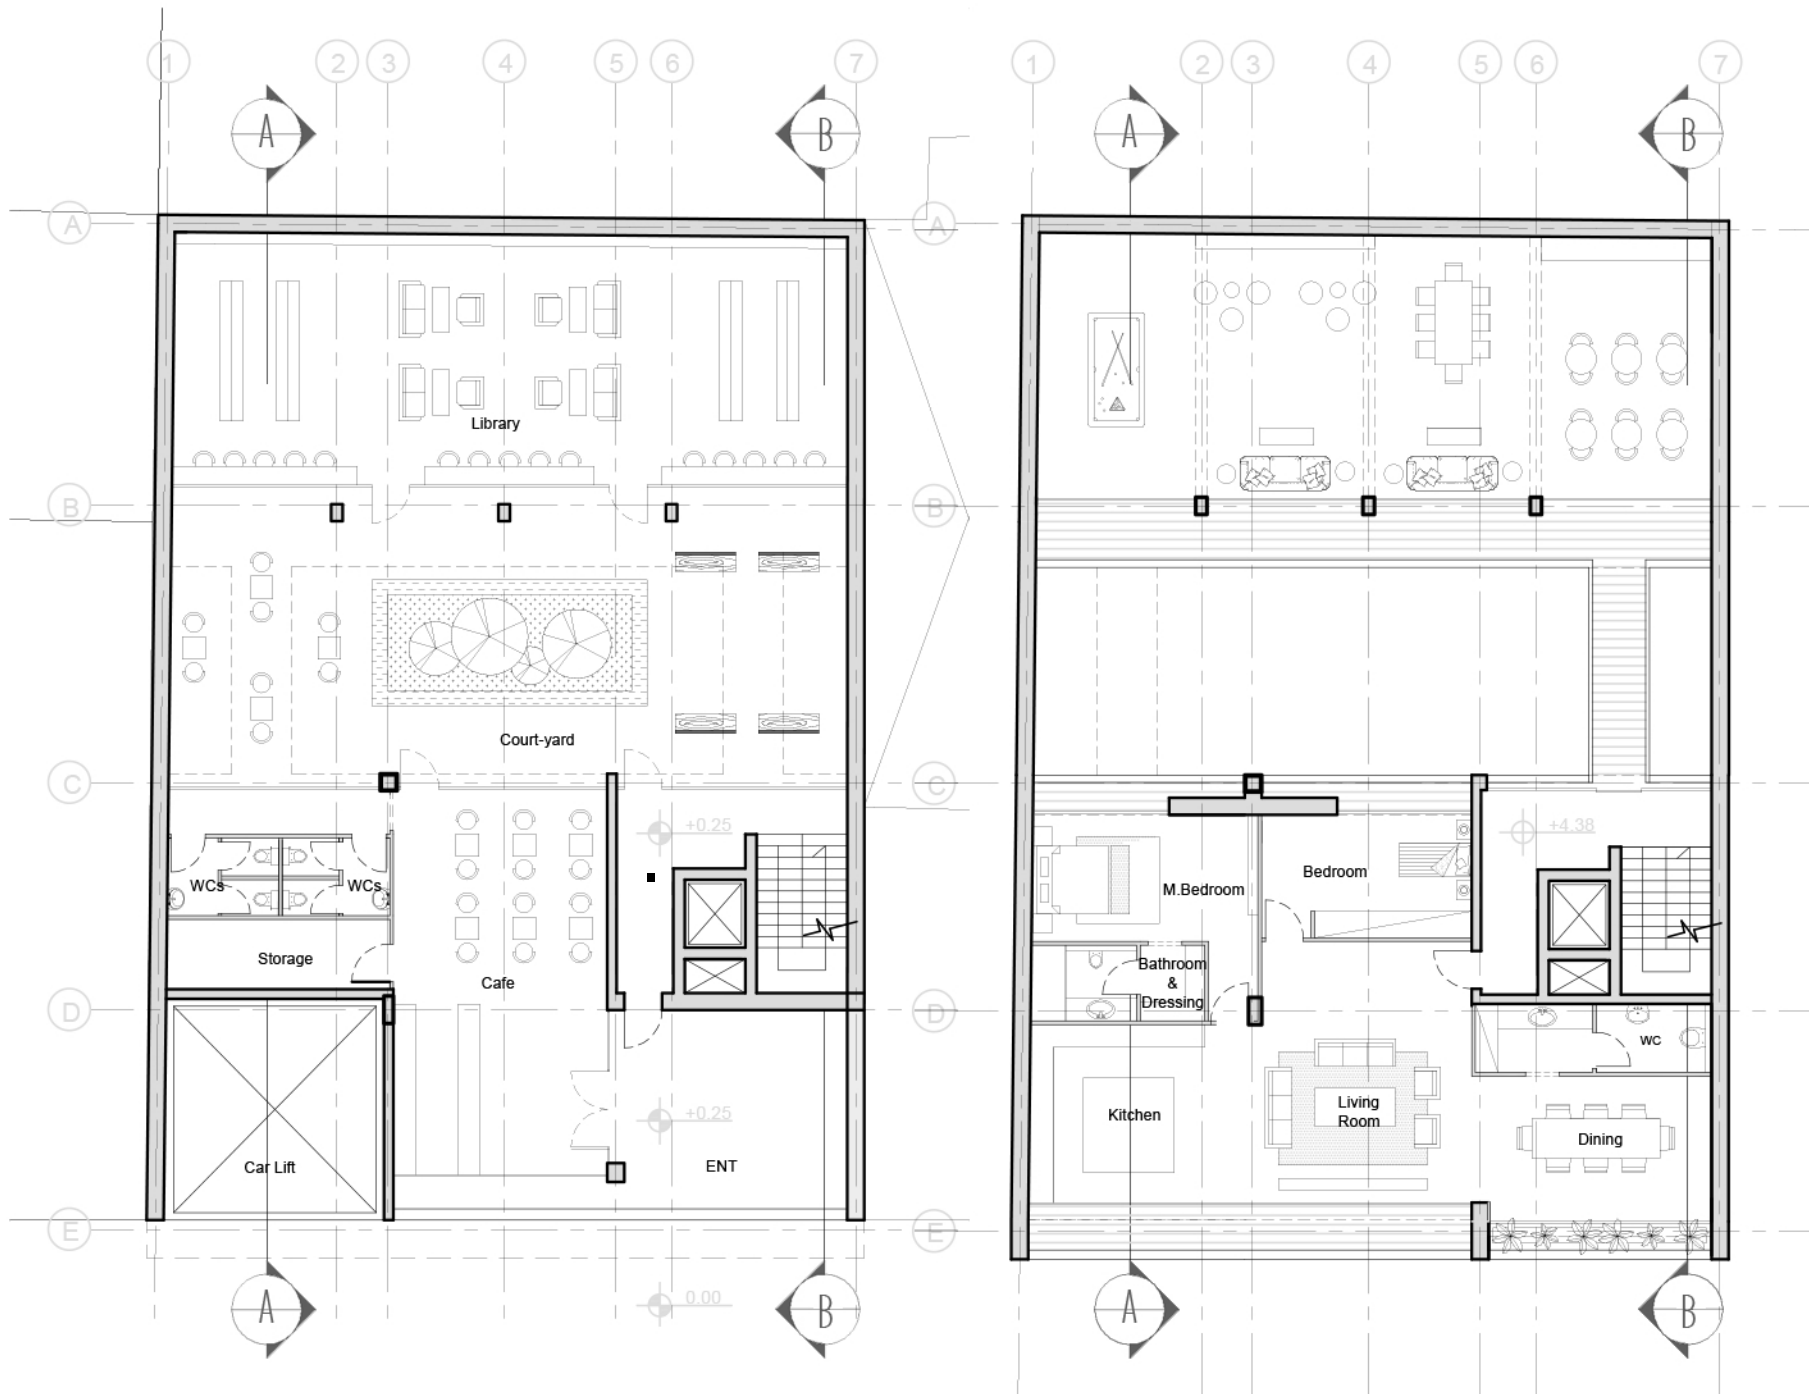 1 2 3 4 5 6 7
1 2 3 4 5 6 7
A B
A B
A
A
Library
B
B
Court-yard
C
C
+0.25
+4.38
WCs
WCs
M.Bedroom
Bedroom
Storage
Cafe
Bathroom
&
Dressing
D
D
WC
+0.25
Kitchen
Living
Room
Dining
Car Lift
ENT
E
E
0.00
A B
A B